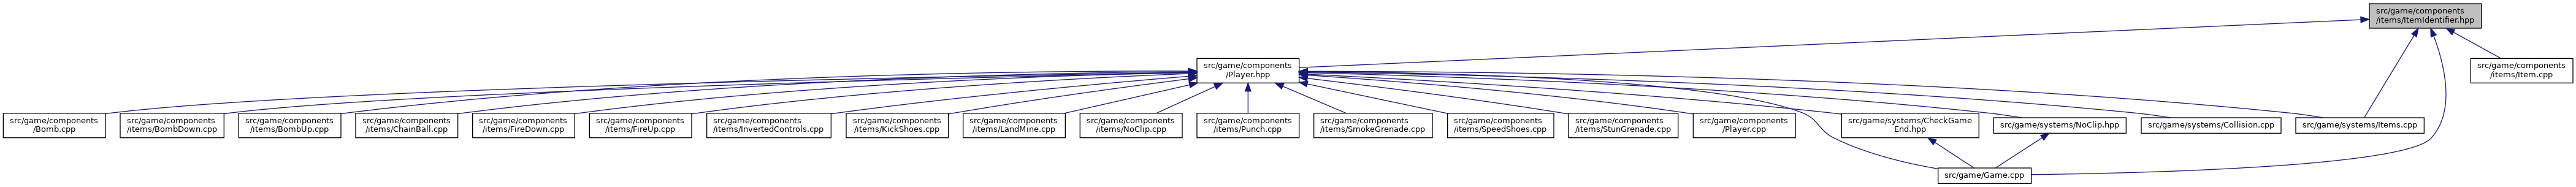 src/game/components
/items/ItemIdentifier.hpp
src/game/components
/Player.hpp
src/game/components
/items/Item.cpp
src/game/components
/Bomb.cpp
src/game/components
/items/BombDown.cpp
src/game/components
/items/BombUp.cpp
src/game/components
/items/ChainBall.cpp
src/game/components
/items/FireDown.cpp
src/game/components
/items/FireUp.cpp
src/game/components
/items/InvertedControls.cpp
src/game/components
/items/KickShoes.cpp
src/game/components
/items/LandMine.cpp
src/game/components
/items/NoClip.cpp
src/game/components
/items/Punch.cpp
src/game/components
/items/SmokeGrenade.cpp
src/game/components
/items/SpeedShoes.cpp
src/game/components
/items/StunGrenade.cpp
src/game/components
/Player.cpp
src/game/systems/CheckGame
End.hpp
src/game/systems/NoClip.hpp
src/game/systems/Collision.cpp
src/game/systems/Items.cpp
src/game/Game.cpp